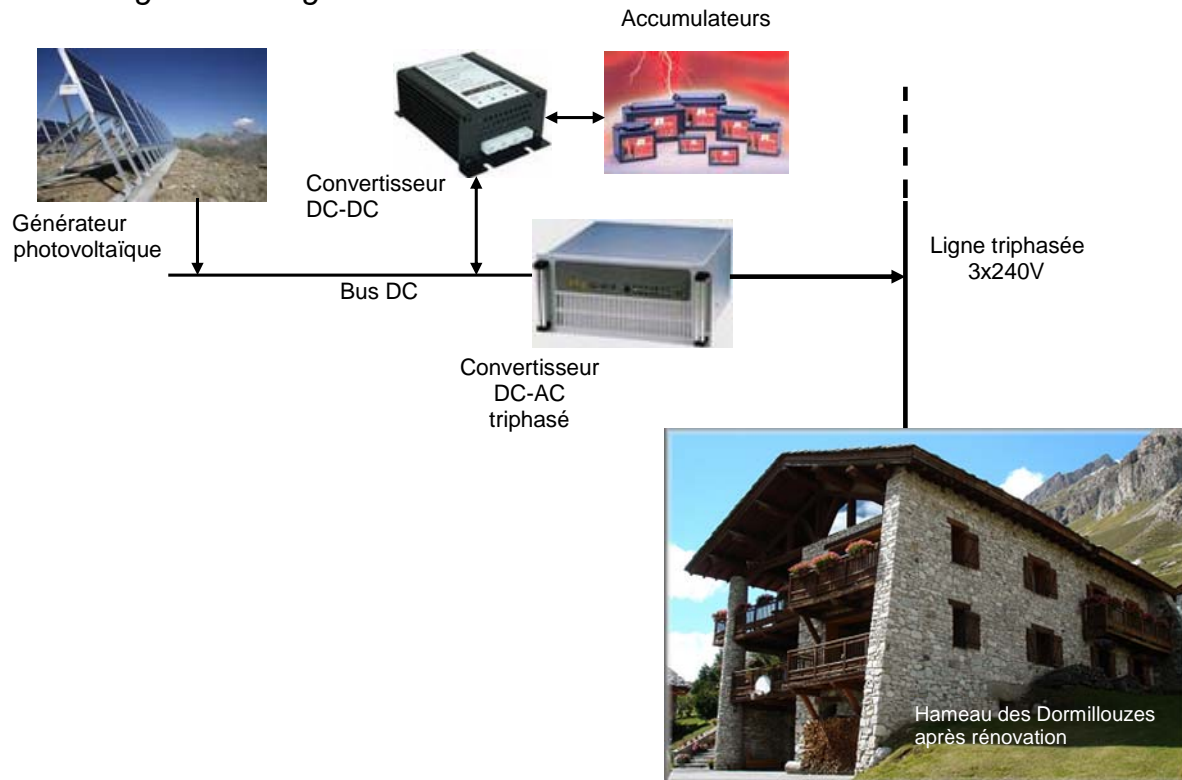 Accumulateurs
Convertisseur
DC-DC
Générateur
photovoltaïque
Bus DC
Ligne triphasée
3x240V
Convertisseur
DC-AC
triphasé
Hameau des Dormillouzes
après rénovation